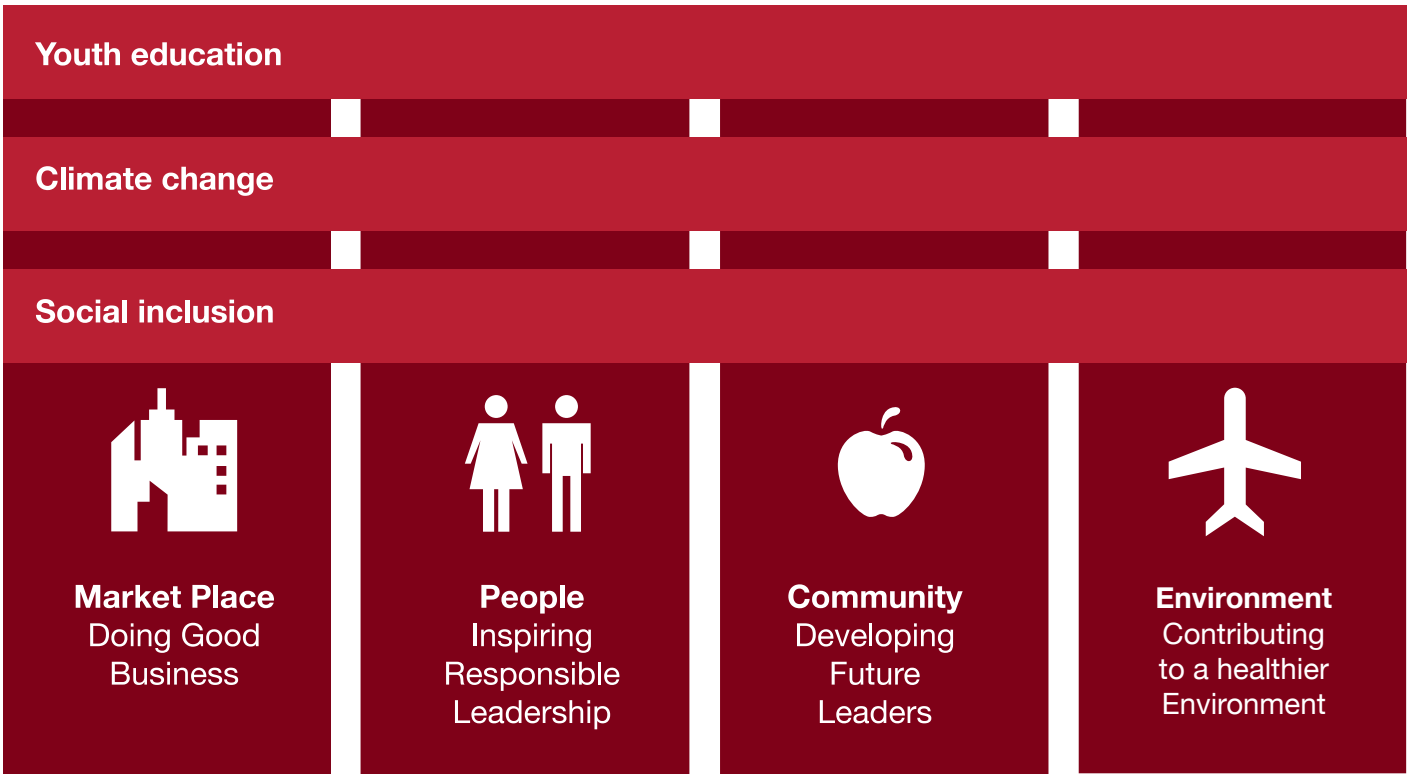 Youth education
Climate change
Social inclusion
Market Place
Doing Good
Business
People
Inspiring
Responsible
Leadership
Community
Developing
Future
Leaders
Environment
Contributing
to a healthier
Environment